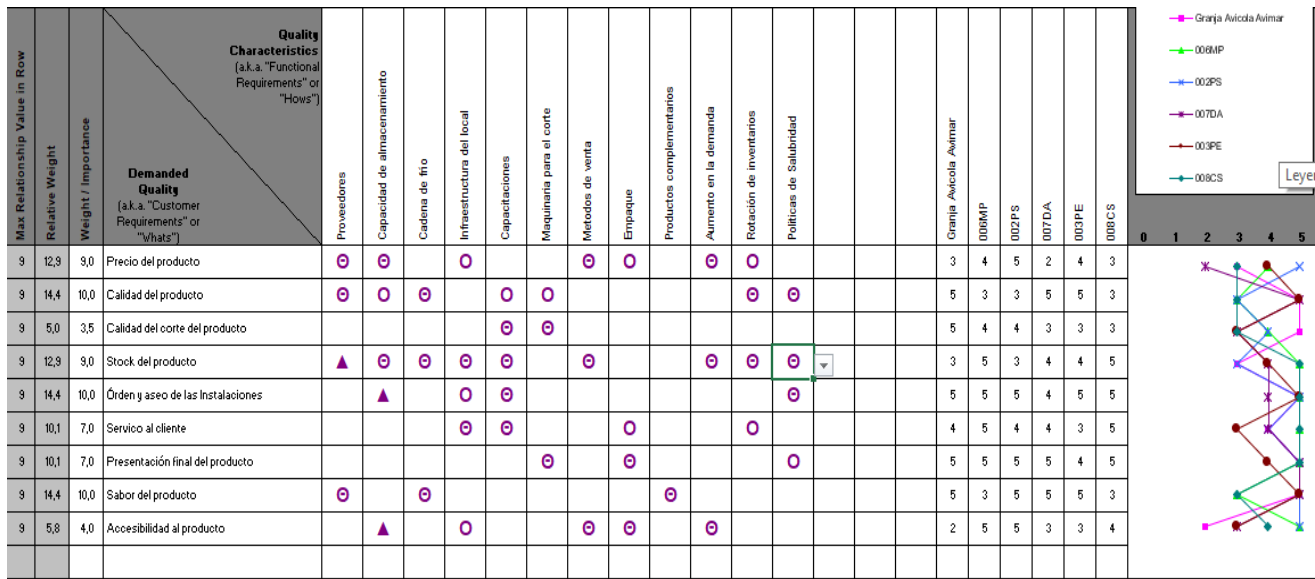 Quality
Characteristics
(a.k.a. "Functional
Requirements" or
"Hows")
Max Relationship Value in Row
Relative Weight
Weight / Importance
Demanded
Quality
(a.k.a. "Customer
Requirements" or
"Whats")
Proveedores
Capacidad de almacenamiento
Cadena de frio
Infraestructura del local
Capacitaciones
Maquinaria para el corte
Metodos de venta
Empaque
Productos complementarios
Aumento en la demanda
Rotación de inventarios
Politicas de Salubridad
Granja Avicola Avimar
006MP
002PS
007DA
003PE
008CS
Granja Avicola Avimar
006MP
002PS
007DA
003PE
008CS
Leye
0 1 2 3 4 5
9 12,9 9,0 Precio del producto Θ Θ Ο Θ Ο Θ Ο 3 4 5 2 4 3
9 14,4 10,0 Calidad del producto Θ Ο Θ Ο Ο Θ Θ 5 3 3 5 5 3
9 5,0 3,5 Calidad del corte del producto Θ Θ 5 4 4 3 3 3
9 12,9 9,0 Stock del producto ▲ Θ Θ Θ Θ Θ Θ Θ Θ 3 5 3 4 4 5
9 14,4 10,0 Órden y aseo de las Instalaciones ▲ Ο Θ Θ 5 5 5 4 5 5
9 10,1 7,0 Servico al cliente Θ Θ Ο Ο 4 5 4 4 3 5
9 10,1 7,0 Presentación final del producto Θ Θ Ο 5 5 5 5 4 5
9 14,4 10,0 Sabor del producto Θ Θ Θ 5 3 5 5 5 3
9 5,8 4,0 Accesibilidad al producto ▲ Ο Θ Θ Θ 2 5 5 3 3 4